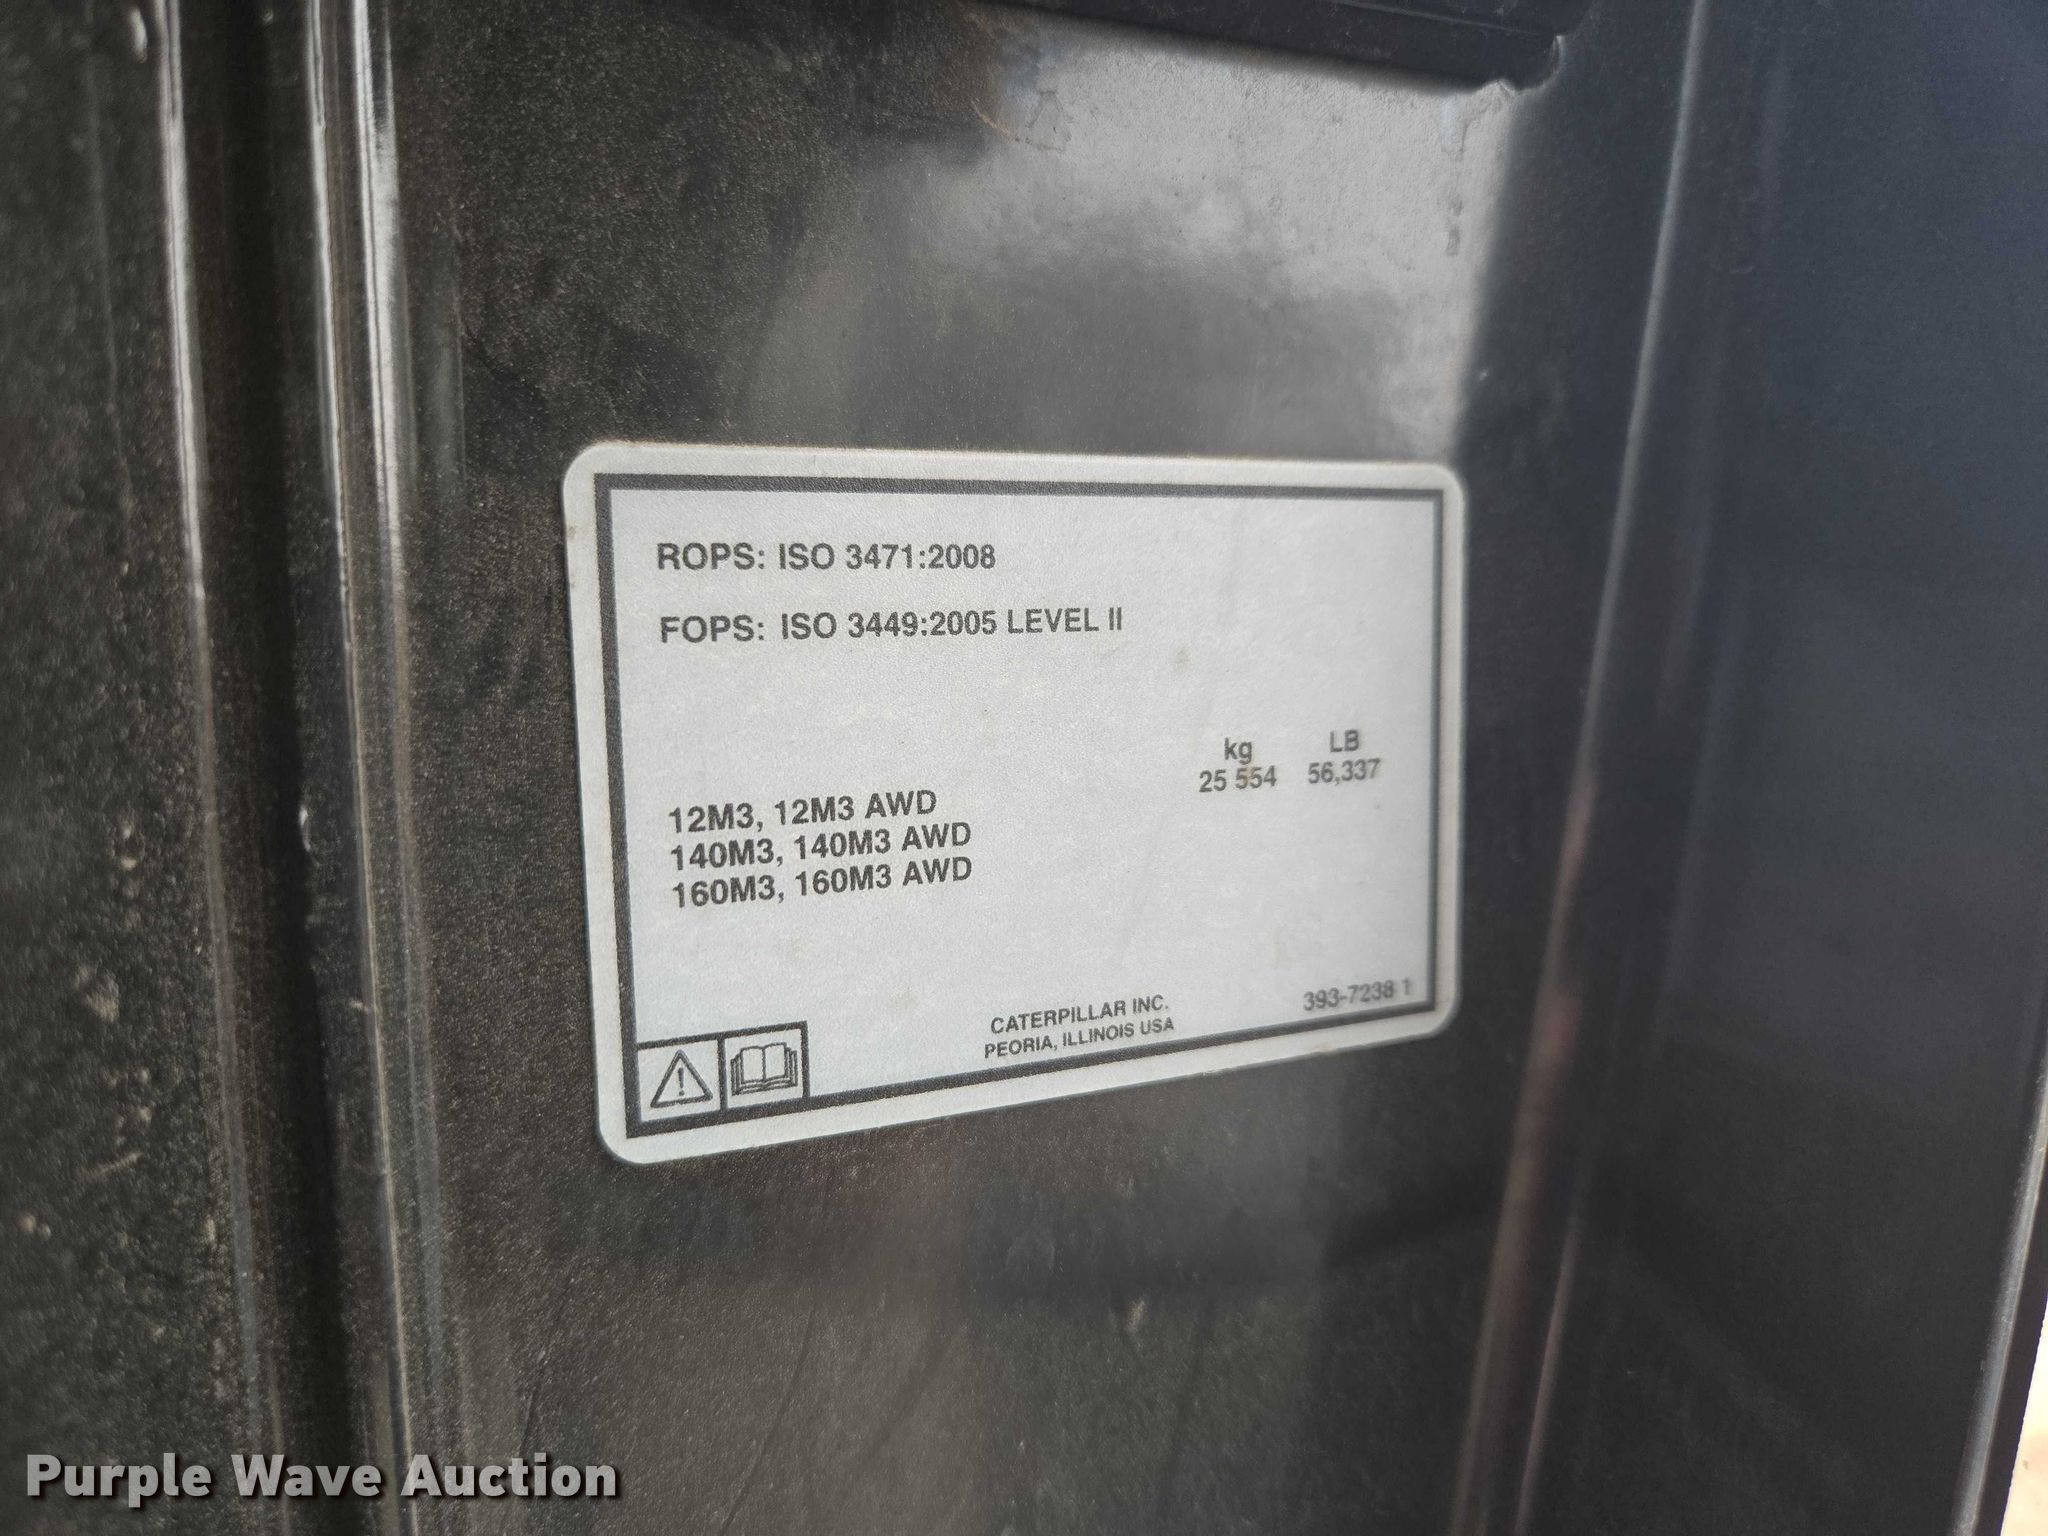 ROPS: ISO 3471:2008
FOPS: ISO 3449:2005 LEVEL II
kg LB
25 554 56,337
12M3, 12M3 AWD
140M3, 140M3 AWD
160M3, 160M3 AWD
CATERPILLAR INC.
PEORIA, ILLINOIS USA
393-7238 1
Purple Wave Auction